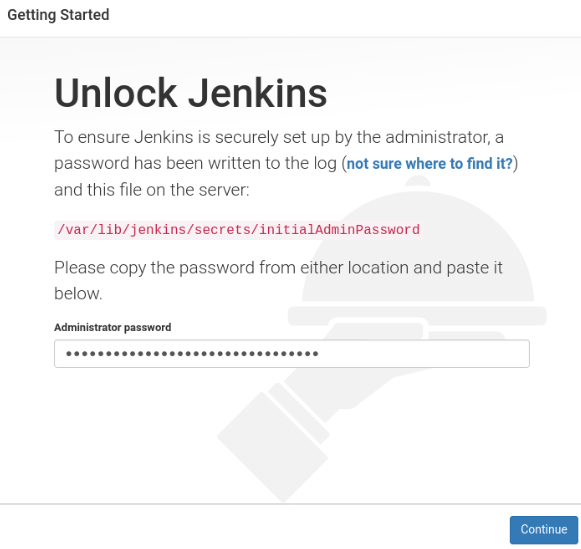 Getting Started
Unlock Jenkins
To ensure Jenkins is securely set up by the administrator, a
password has been written to the log (not sure where to find it?)
and this file on the server:
/var/lib/jenkins/secrets/initialAdminPassword
Please copy the password from either location and paste it
below.
Administrator password
••••••••••••••••••••••••••••••••
Continue